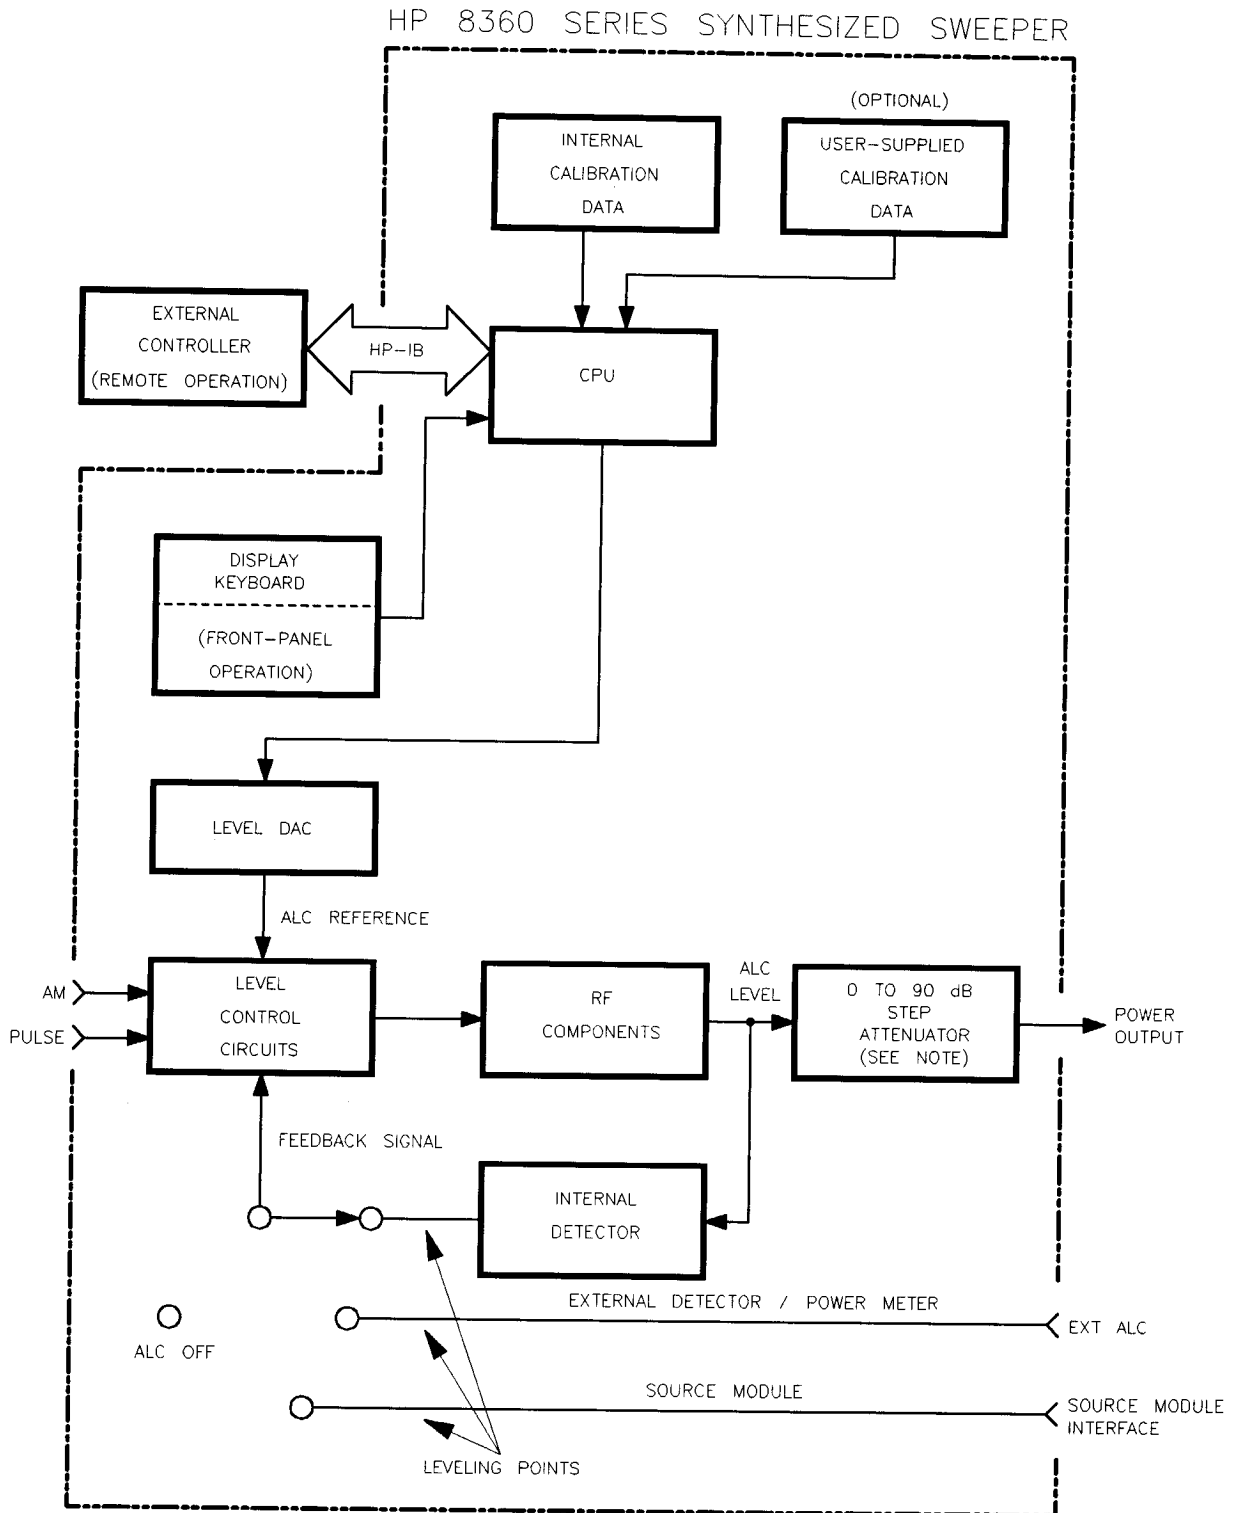 HP 8360 SERIES SYNTHESIZED SWEEPER
(OPTIONAL)
INTERNAL
CALIBRATION
DATA
USER-SUPPLIED
CALIBRATION
DATA
EXTERNAL
CONTROLLER
(REMOTE OPERATION)
HP-IB
CPU
DISPLAY
KEYBOARD
(FRONT-PANEL
OPERATION)
LEVEL DAC
ALC REFERENCE
AM
PULSE
LEVEL
CONTROL
CIRCUITS
RF
COMPONENTS
ALC
LEVEL
0 TO 90 dB
STEP
ATTENUATOR
(SEE NOTE)
POWER
OUTPUT
FEEDBACK SIGNAL
INTERNAL
DETECTOR
EXTERNAL DETECTOR / POWER METER
EXT ALC
ALC OFF
SOURCE MODULE
SOURCE MODULE
INTERFACE
LEVELING POINTS